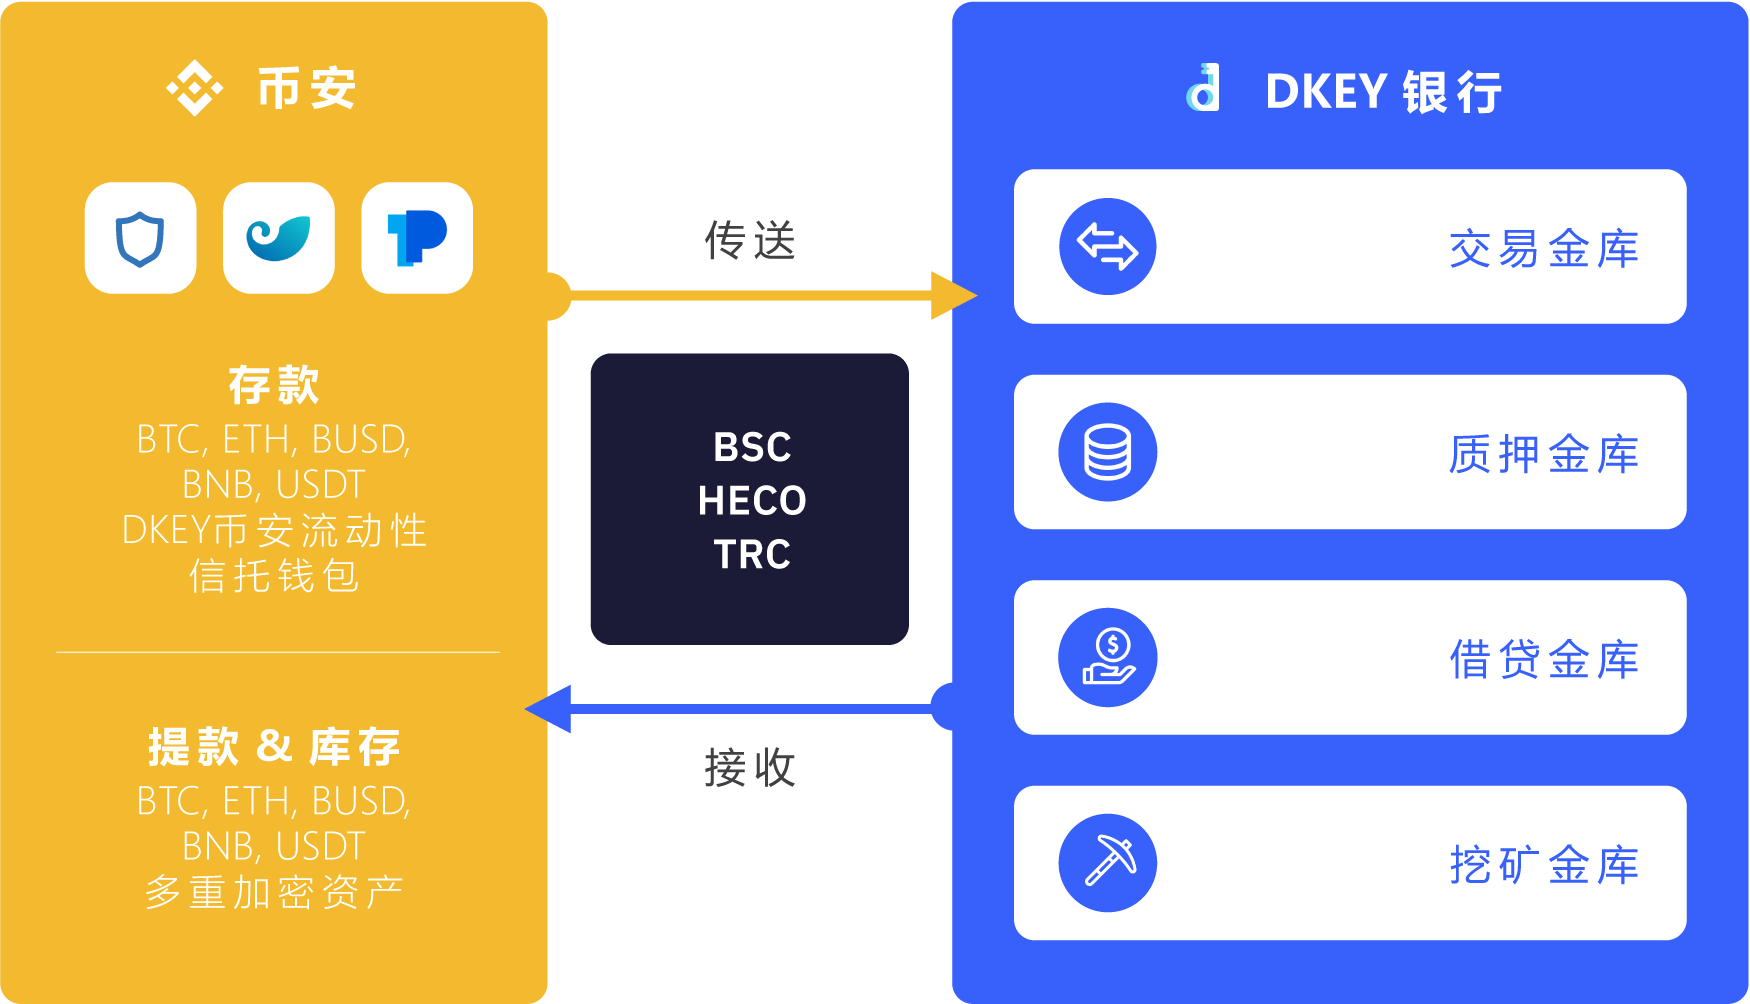 币安
存款
BTC, ETH, BUSD,
BNB, USDT
DKEY币安流动性
信托钱包
提款 & 库存
BTC, ETH, BUSD,
BNB, USDT
多重加密资产
传送
BSC
HECO
TRC
接收
DKEY 银行
交易金库
质押金库
借贷金库
挖矿金库